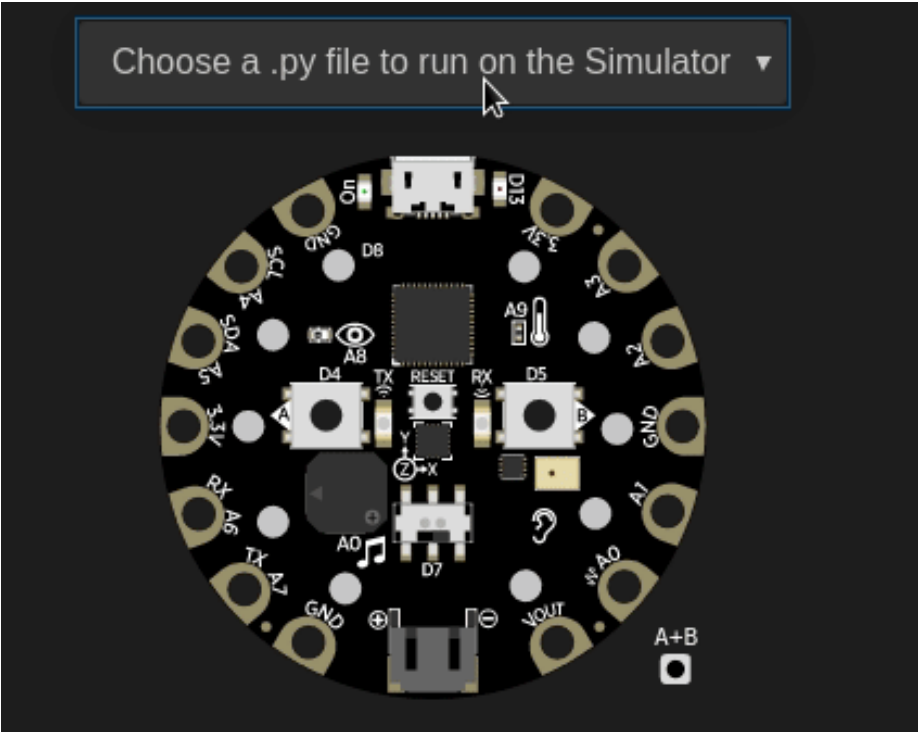 Choose a .py file to run on the Simulator
On
D13
GND
3.3V
D8
SCL
A4
A3
A9
SDA
A5
A8
A2
D4
TX
RESET
RX
D5
A
B
3.3V
GND
Y
Z
X
RX
A6
A1
A0
D7
TX
A7
A0
GND
VOUT
A+B